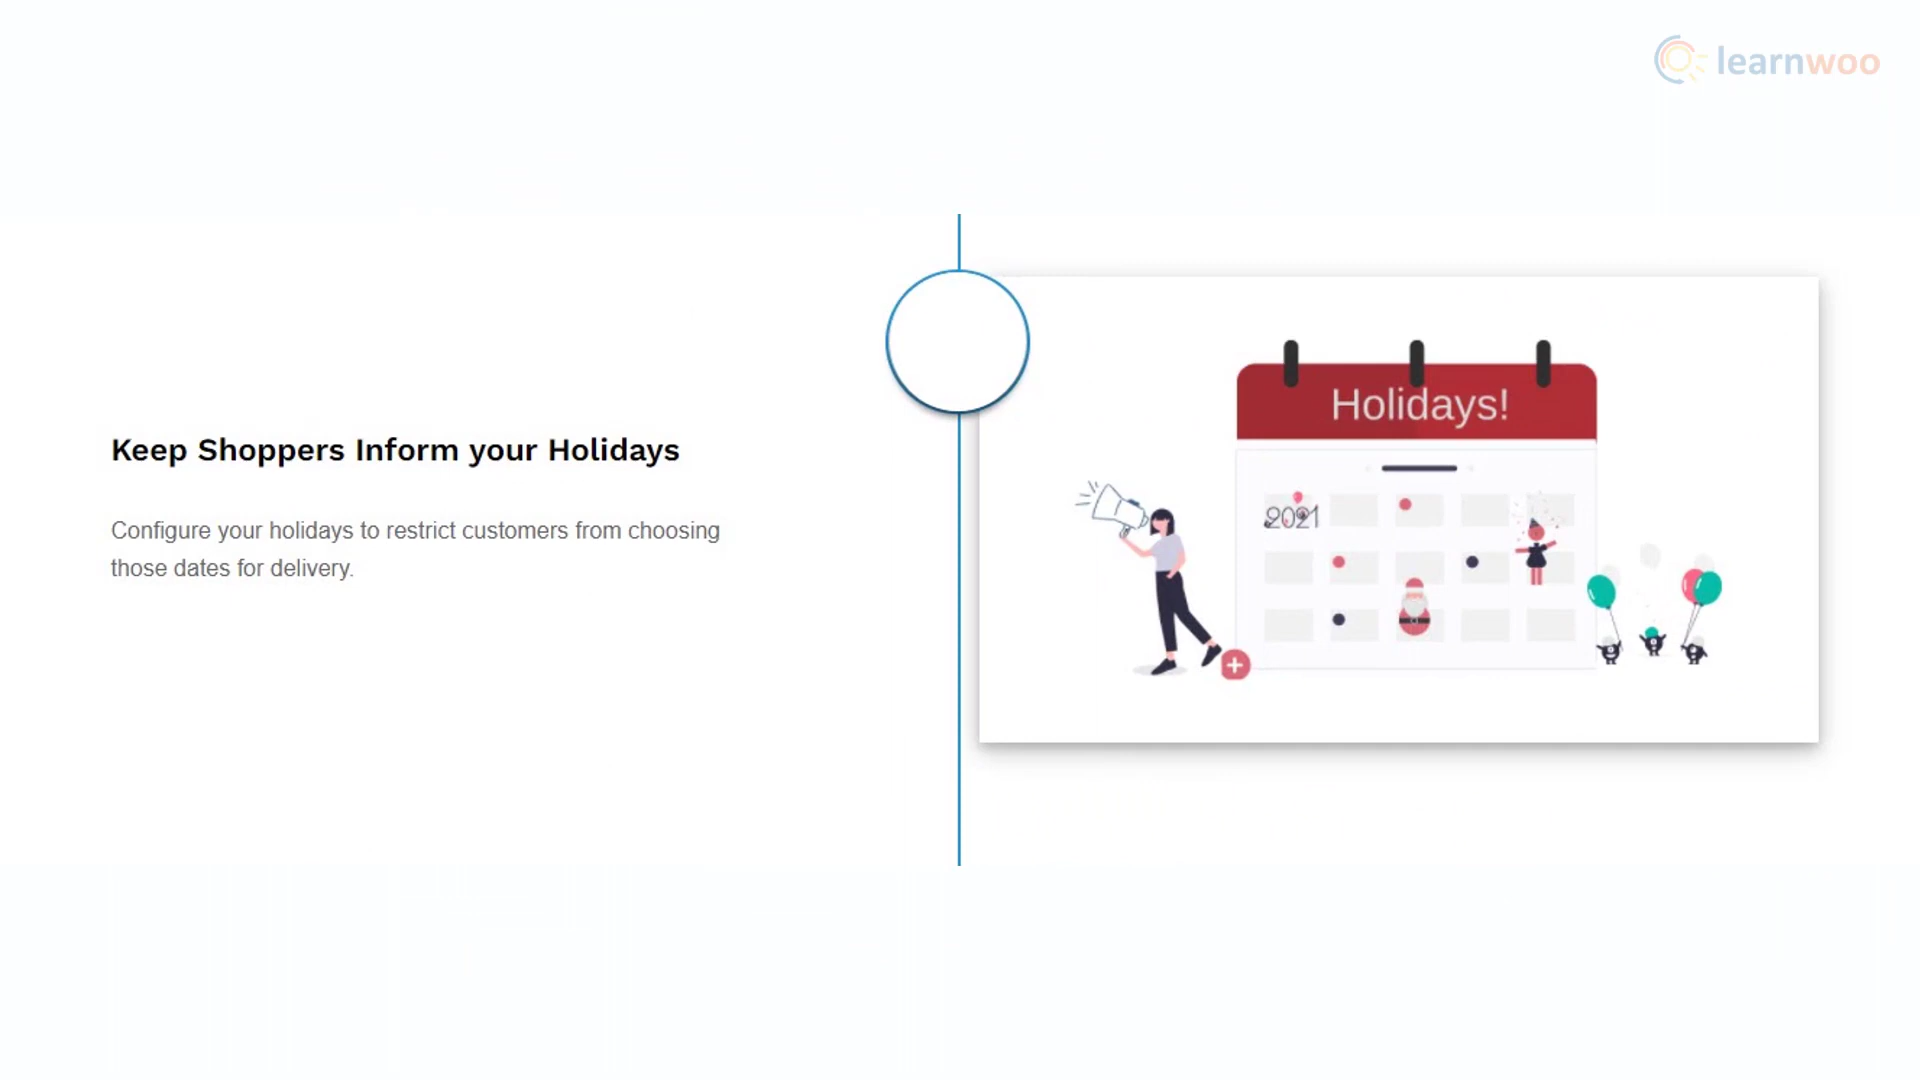 learnwoo
Keep Shoppers Inform your Holidays
Configure your holidays to restrict customers from choosing
those dates for delivery.
Holidays!
2021